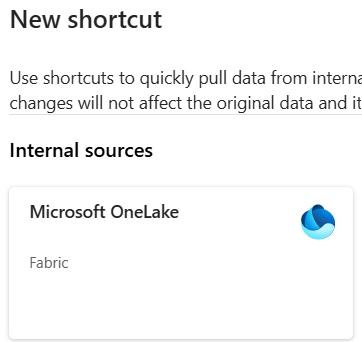 New shortcut
Use shortcuts to quickly pull data from
changes will not affect the original data and it
Internal sources
Microsoft OneLake
Fabric